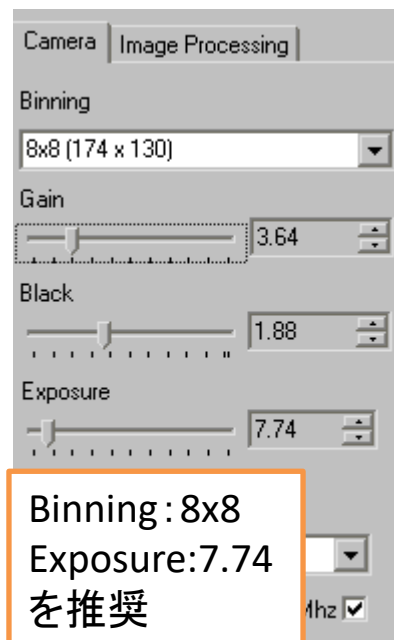 Camera Image Processing
Binning
8x8 (174 x 130)
Gain
3.64
Black
1.88
Exposure
7.74
Binning：8x8
Exposure:7.74
を推奨
Mhz